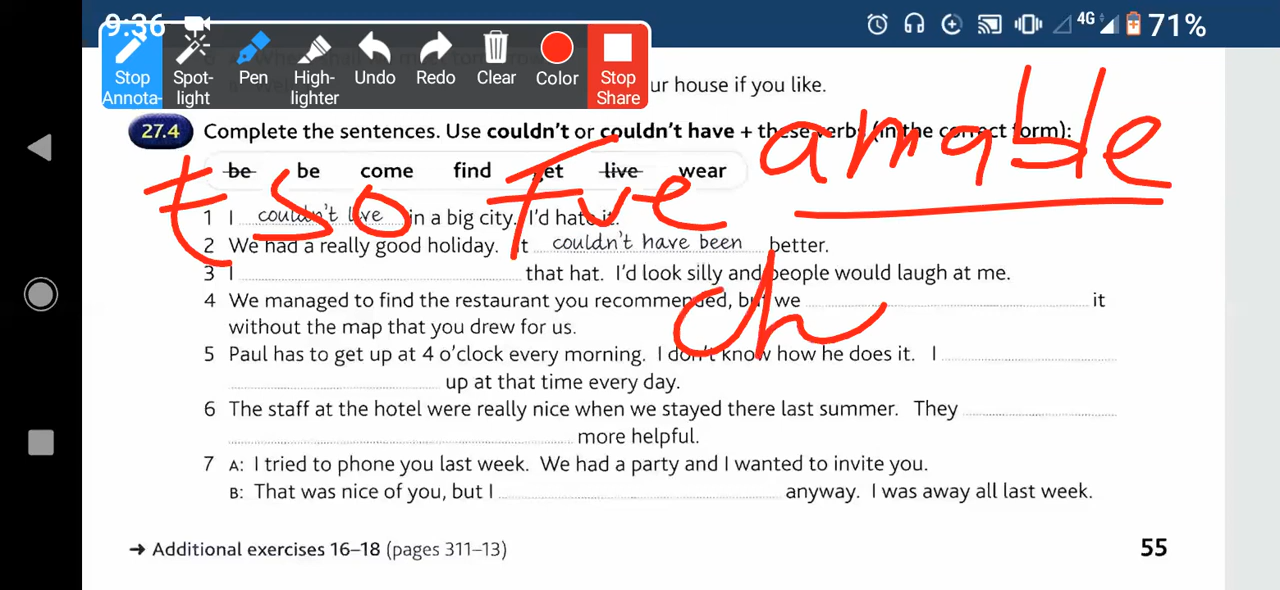 9:36
4G 71%
Stop Annota- Spot-light Pen High-lighter Undo Redo Clear Color Stop Share
ur house if you like.
27.4 Complete the sentences. Use couldn't or couldn't have + these verbs (in the correct form):
be be come find get live wear
amable
so
I've
ch
1 I couldn't live in a big city. I'd hate it.
2 We had a really good holiday. It couldn't have been better.
3 I that hat. I'd look silly and people would laugh at me.
4 We managed to find the restaurant you recommended, but we it
without the map that you drew for us.
5 Paul has to get up at 4 o'clock every morning. I don't know how he does it. I
up at that time every day.
6 The staff at the hotel were really nice when we stayed there last summer. They
more helpful.
7 A: I tried to phone you last week. We had a party and I wanted to invite you.
B: That was nice of you, but I anyway. I was away all last week.
→ Additional exercises 16–18 (pages 311–13)
55